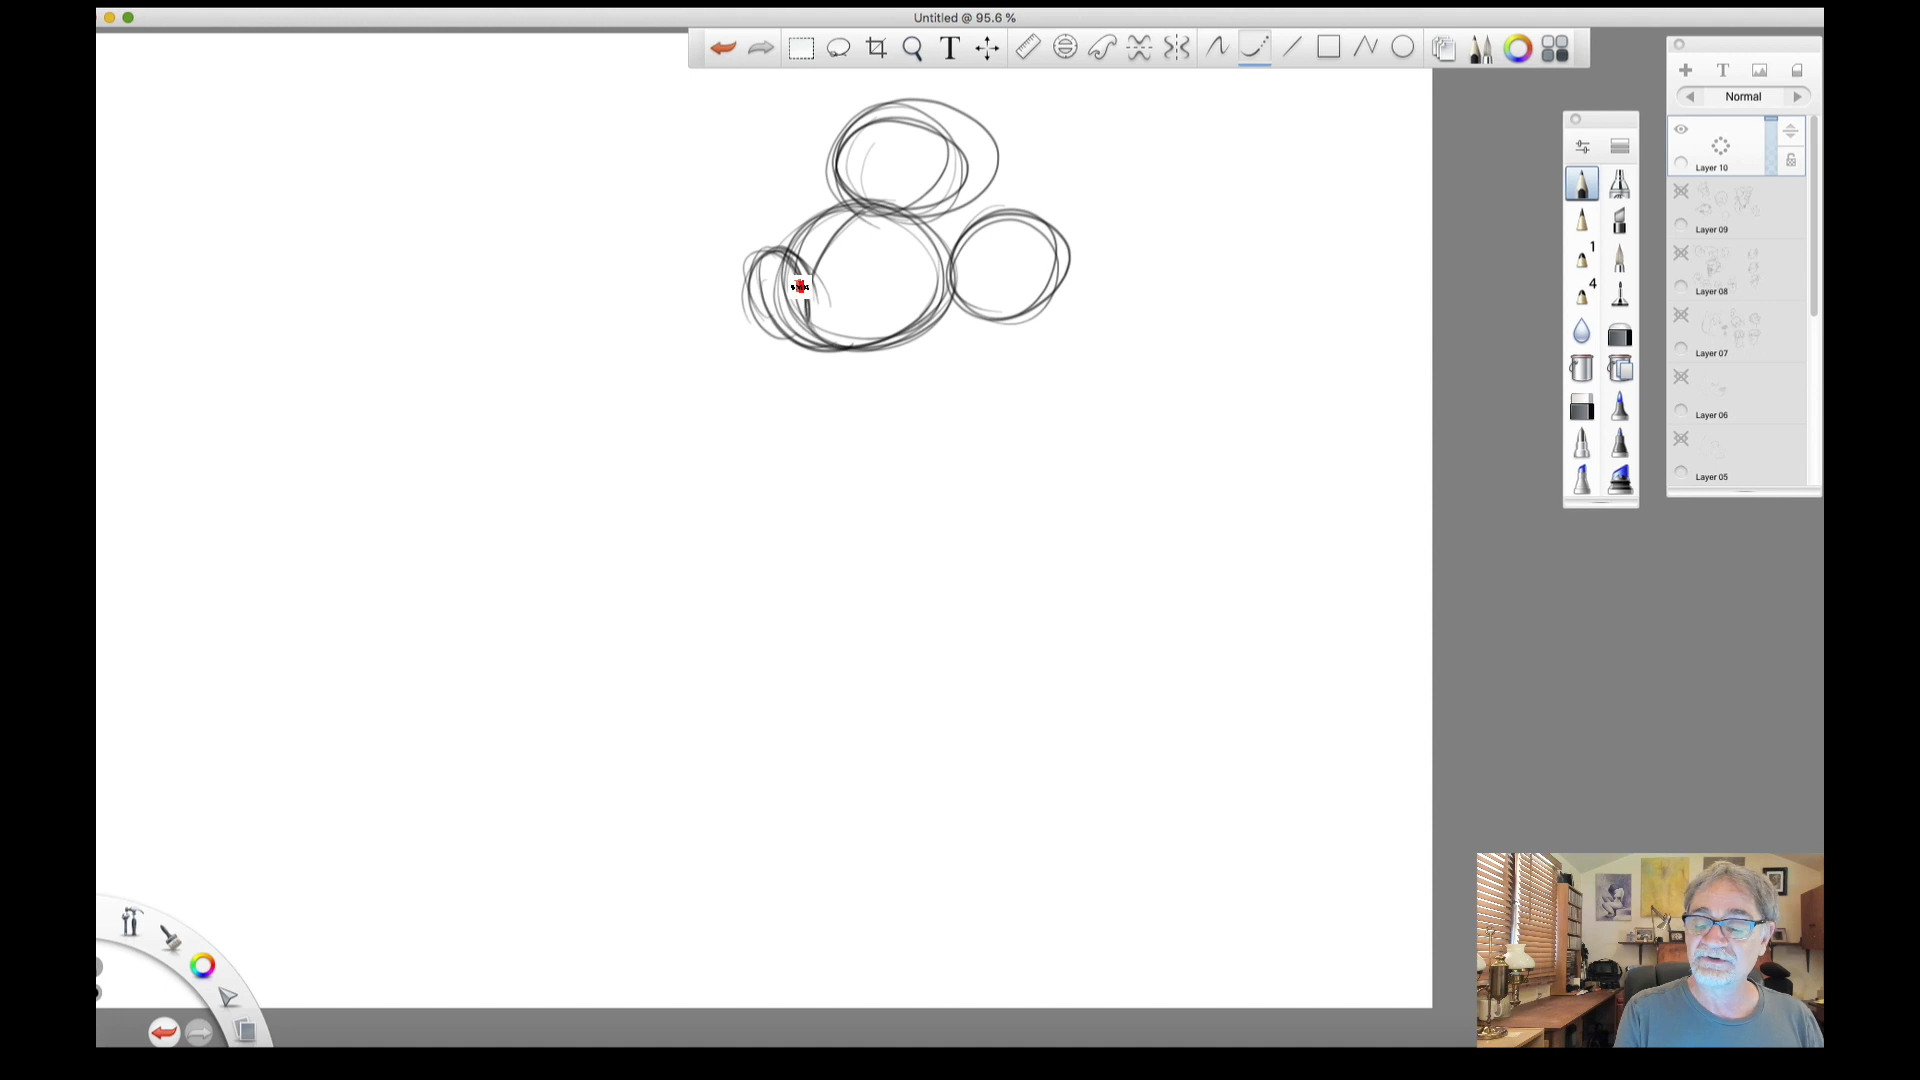 Untitled @ 95.6 %
T
T
Normal
Layer 10
Layer 09
Layer 08
Layer 07
Layer 06
Layer 05
1
4